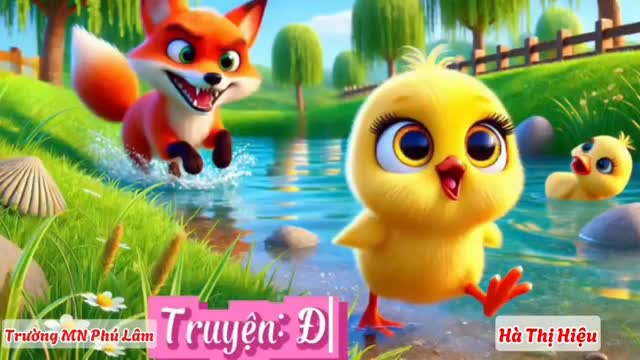 Trường MN Phú Lâm
Truyện: Đ
Hà Thị Hiệu